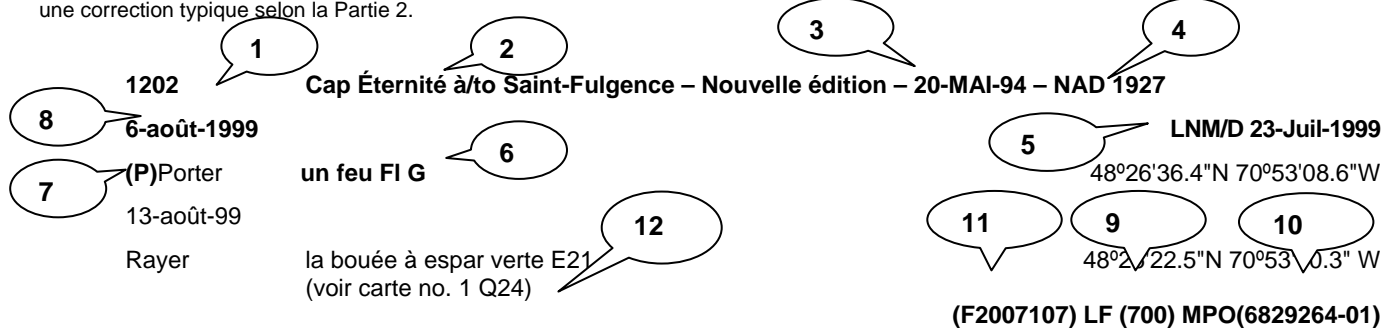 une correction typique selon la Partie 2.
3 4
1 2
1202 Cap Éternité à/to Saint-Fulgence – Nouvelle édition – 20-MAI-94 – NAD 1927
8 6-août-1999 5 LNM/D 23-Juil-1999
7 (P)Porter un feu Fl G 6 48º26'36.4"N 70º53'08.6"W
13-août-99 12 11 9 10
Rayer la bouée à espar verte E21 N 70º53 W
(voir carte no. 1 Q24)
(F2007107) LF (700) MPO(6829264-01)